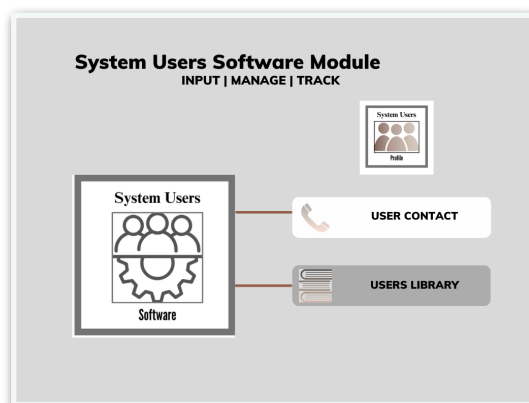 System Users Software Module
INPUT | MANAGE | TRACK
System Users
Profile
System Users
Software
USER CONTACT
USERS LIBRARY